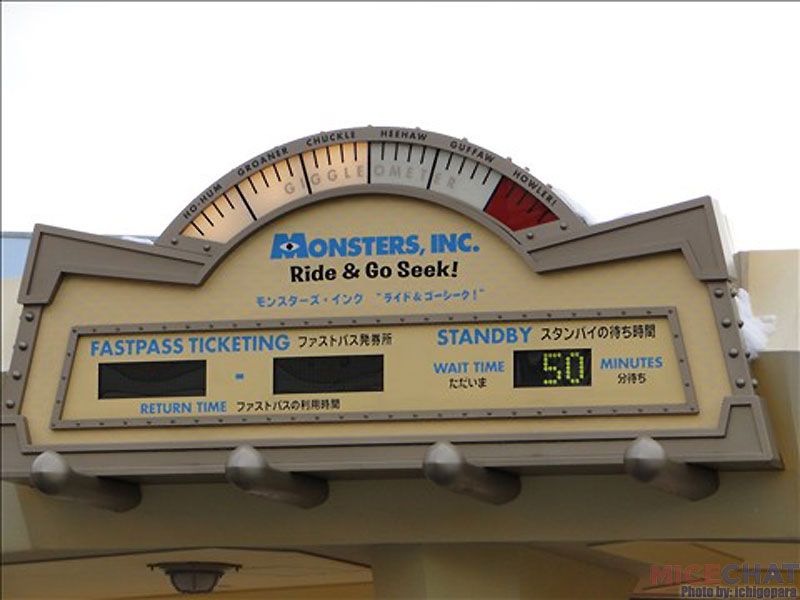 HO-HUM GROANER CHUCKLE HEEHAW GUFFAW HOWLER!
GIGGLE OMETER
MONSTERS, INC.
Ride & Go Seek!
モンスターズ・インク "ライド&ゴーシーク!"
FASTPASS TICKETING ファストパス発券所
RETURN TIME ファストパスの利用時間
STANDBY スタンバイの待ち時間
WAIT TIME 50 MINUTES
ただいま 分待ち
MICECHAT
Photo by: ichigopara